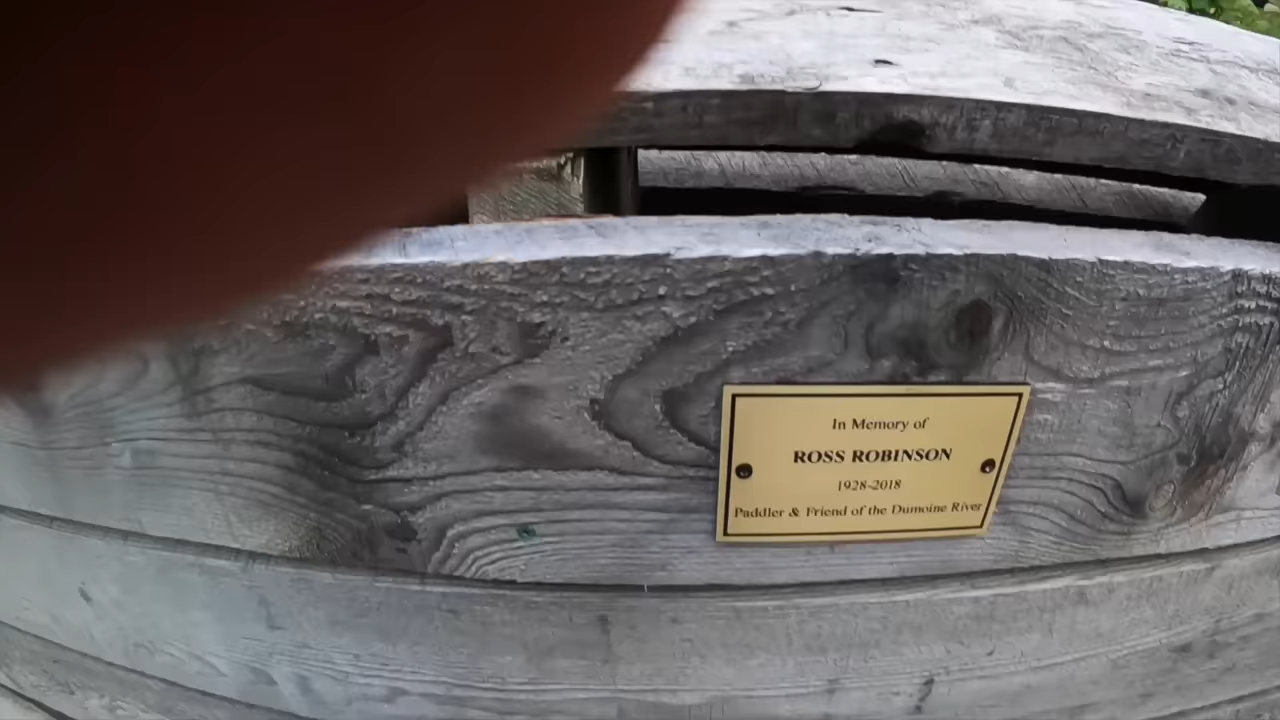 In Memory of
ROSS ROBINSON
1928-2018
Paddler & Friend of the Dumoine River